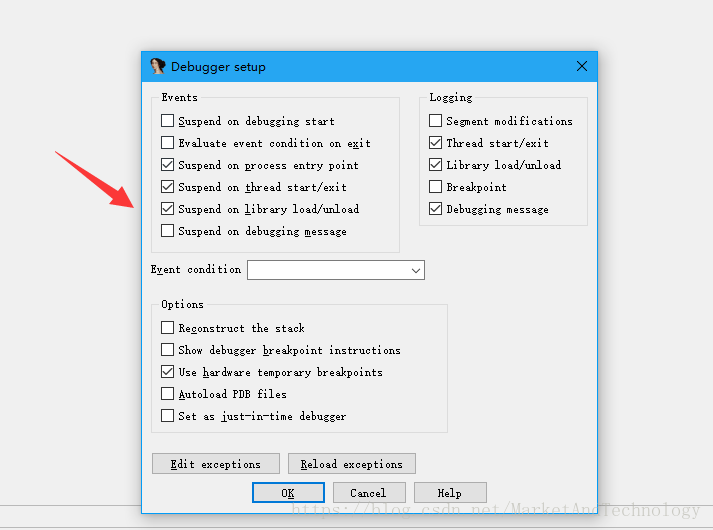 Debugger setup
Events
Suspend on debugging start
Evaluate event condition on exit
Suspend on process entry point
Suspend on thread start/exit
Suspend on library load/unload
Suspend on debugging message
Logging
Segment modifications
Thread start/exit
Library load/unload
Breakpoint
Debugging message
Event condition
Options
Reconstruct the stack
Show debugger breakpoint instructions
Use hardware temporary breakpoints
Autoload PDB files
Set as just-in-time debugger
Edit exceptions Reload exceptions
OK Cancel Help
https://blog.csdn.net/MarketAndTechnology